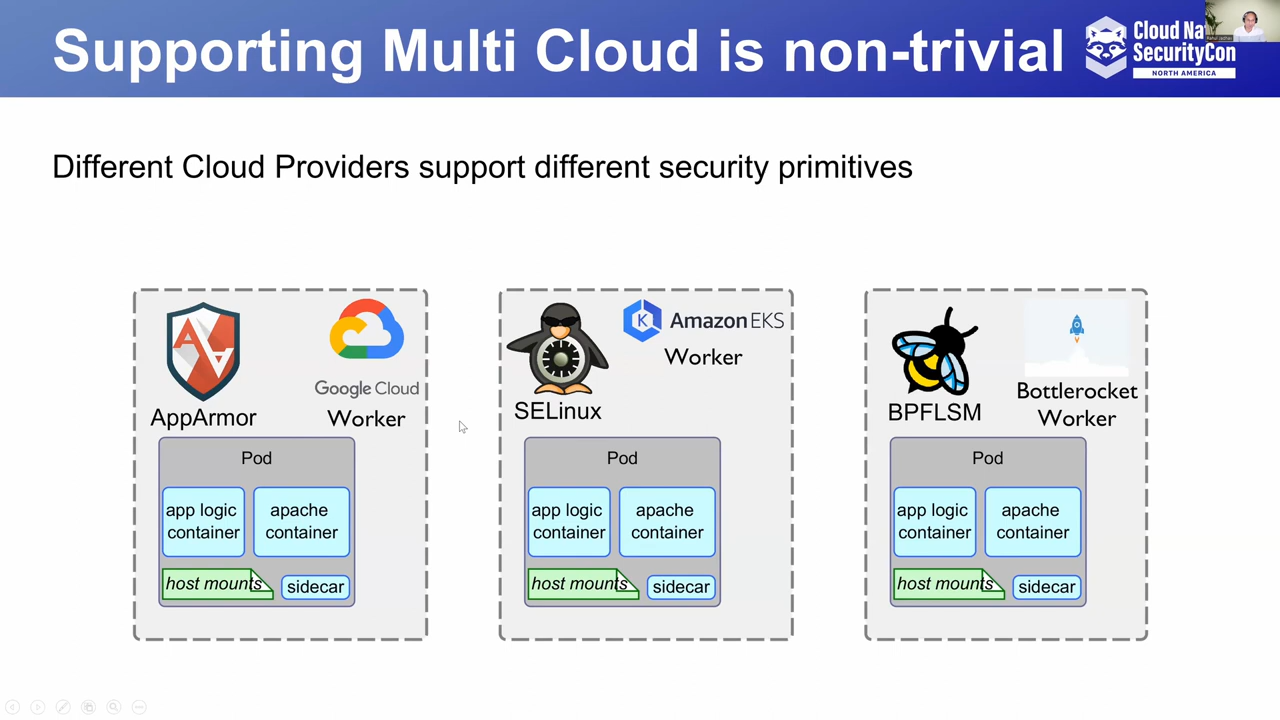 Supporting Multi Cloud is non-trivial
Cloud Na
SecurityCon
NORTH AMERICA
Different Cloud Providers support different security primitives
AppArmor
Google Cloud
Worker
Pod
app logic
container
apache
container
host mounts
sidecar
SELinux
K
Amazon EKS
Worker
Pod
app logic
container
apache
container
host mounts
sidecar
BPFLSM
Bottlerocket
Worker
Pod
app logic
container
apache
container
host mounts
sidecar